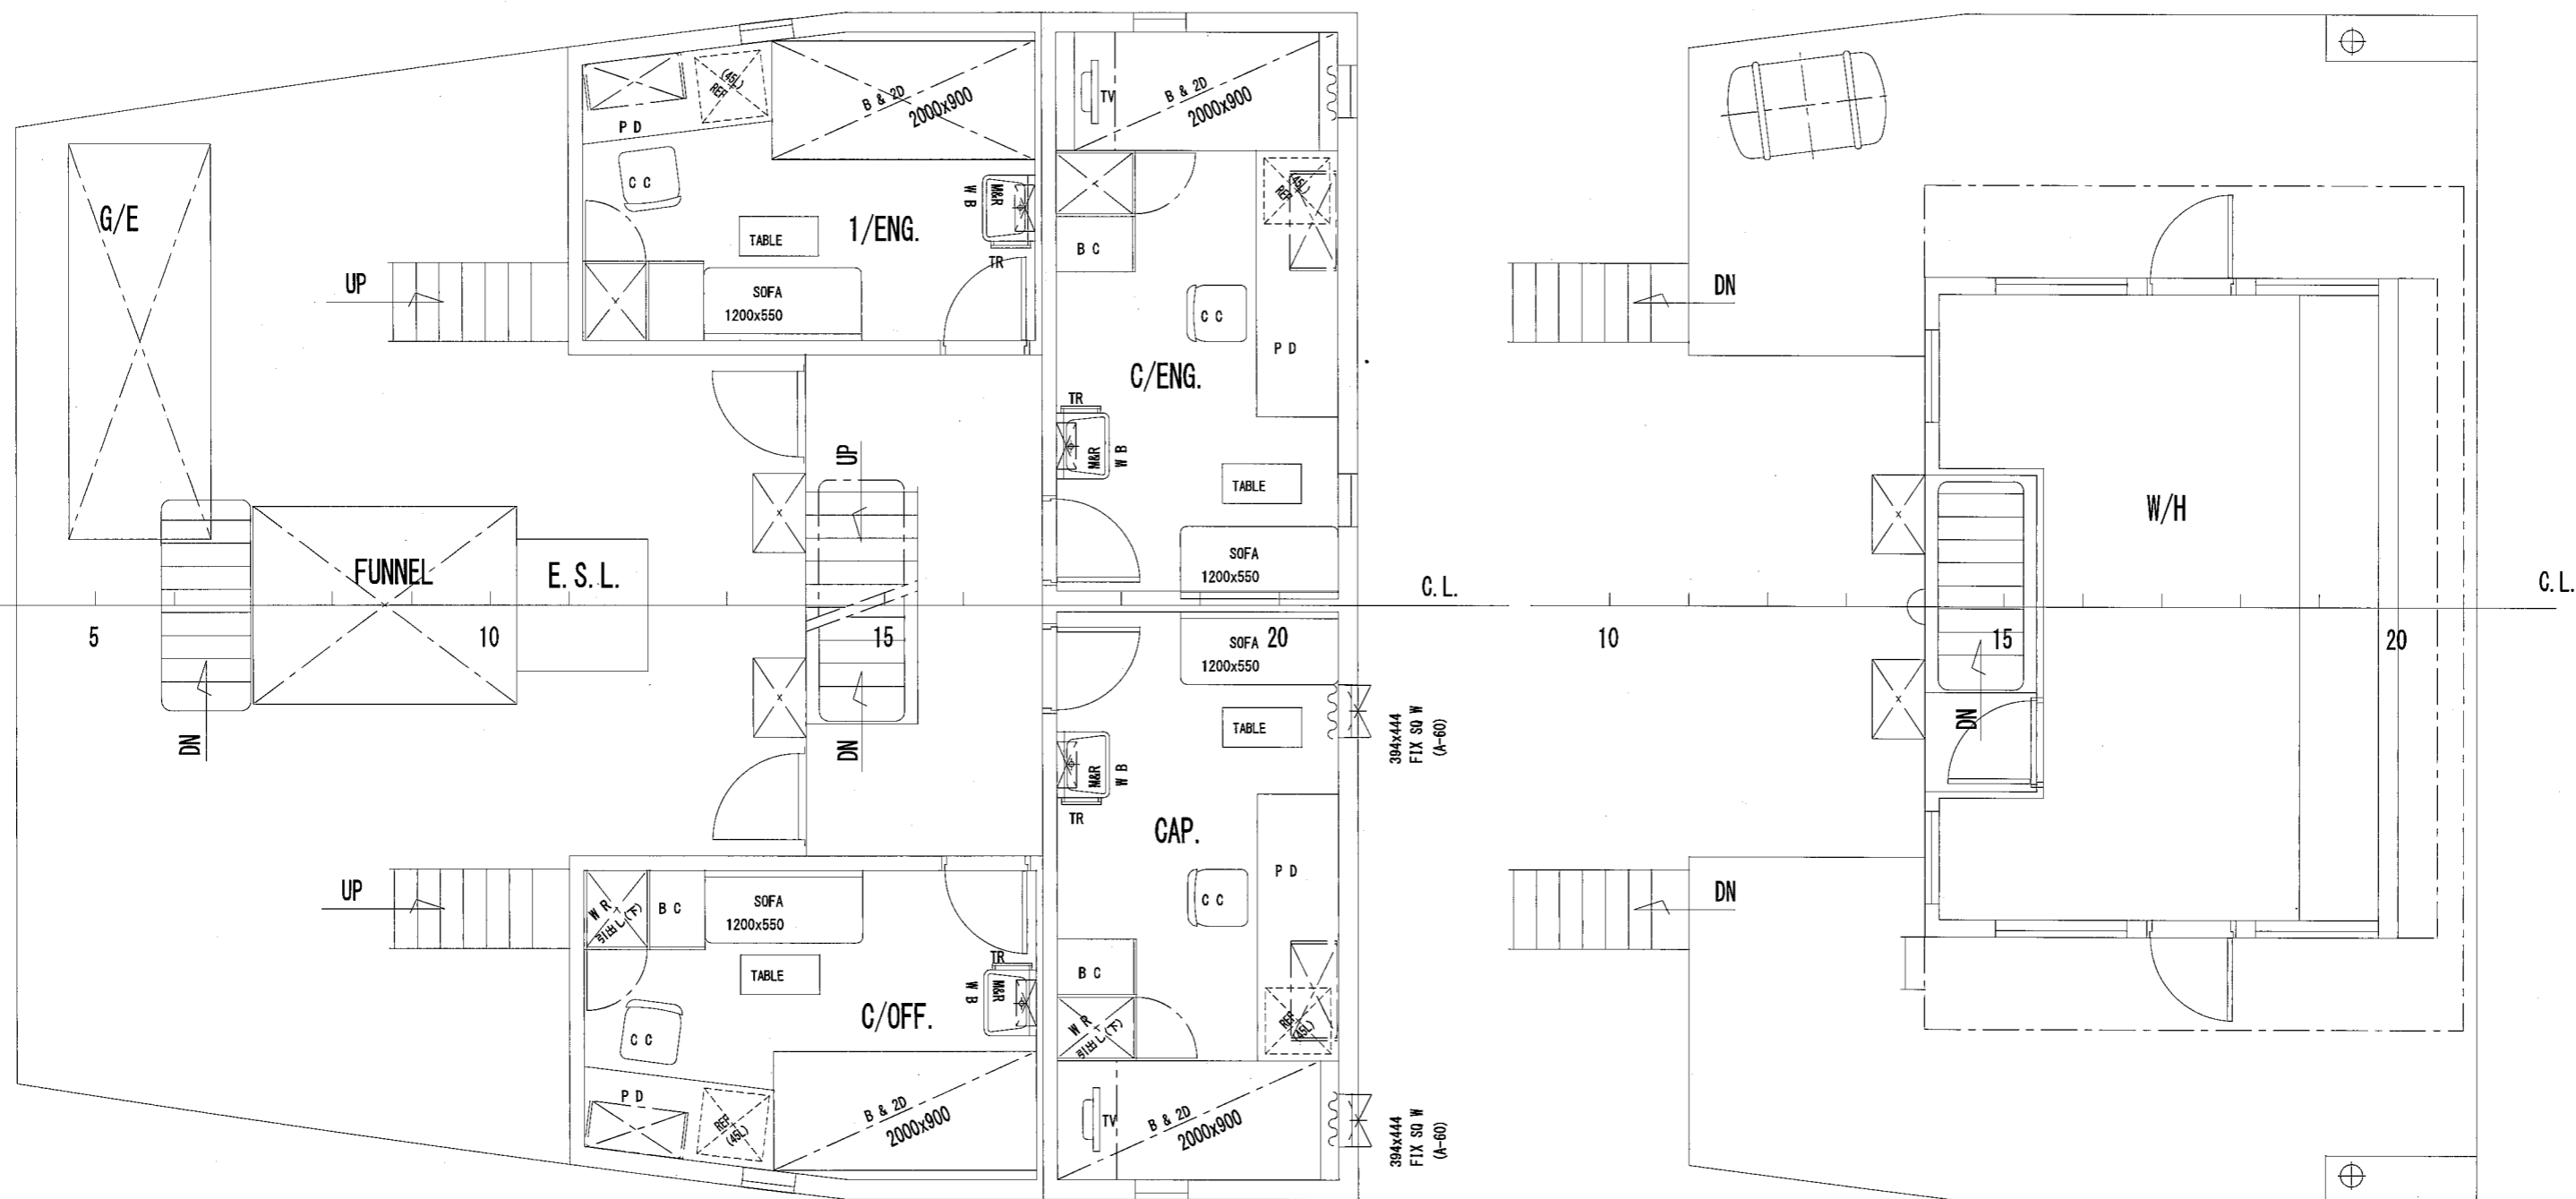 G/E
UP
FUNNEL
E.S.L.
5
10
DN
UP
P D
REF
(45L)
B & 2D
2000x900
C C
W B
M&R
TR
TABLE
1/ENG.
SOFA
1200x550
UP
15
DN
TV
B & 2D
2000x900
REF
(45L)
B C
C C
P D
C/ENG.
TR
M&R
W B
TABLE
SOFA
1200x550
C.L.
20
SOFA
1200x550
TABLE
394x444
FIX SQ W
(A-60)
M&R
W B
TR
CAP.
P D
C C
B C
W R
引出し(下)
REF
(45L)
TV
B & 2D
2000x900
394x444
FIX SQ W
(A-60)
W R
引出し(下)
B C
SOFA
1200x550
TABLE
TR
M&R
W B
C/OFF.
C C
P D
REF
(45L)
B & 2D
2000x900
DN
W/H
C.L.
10
15
20
DN
DN